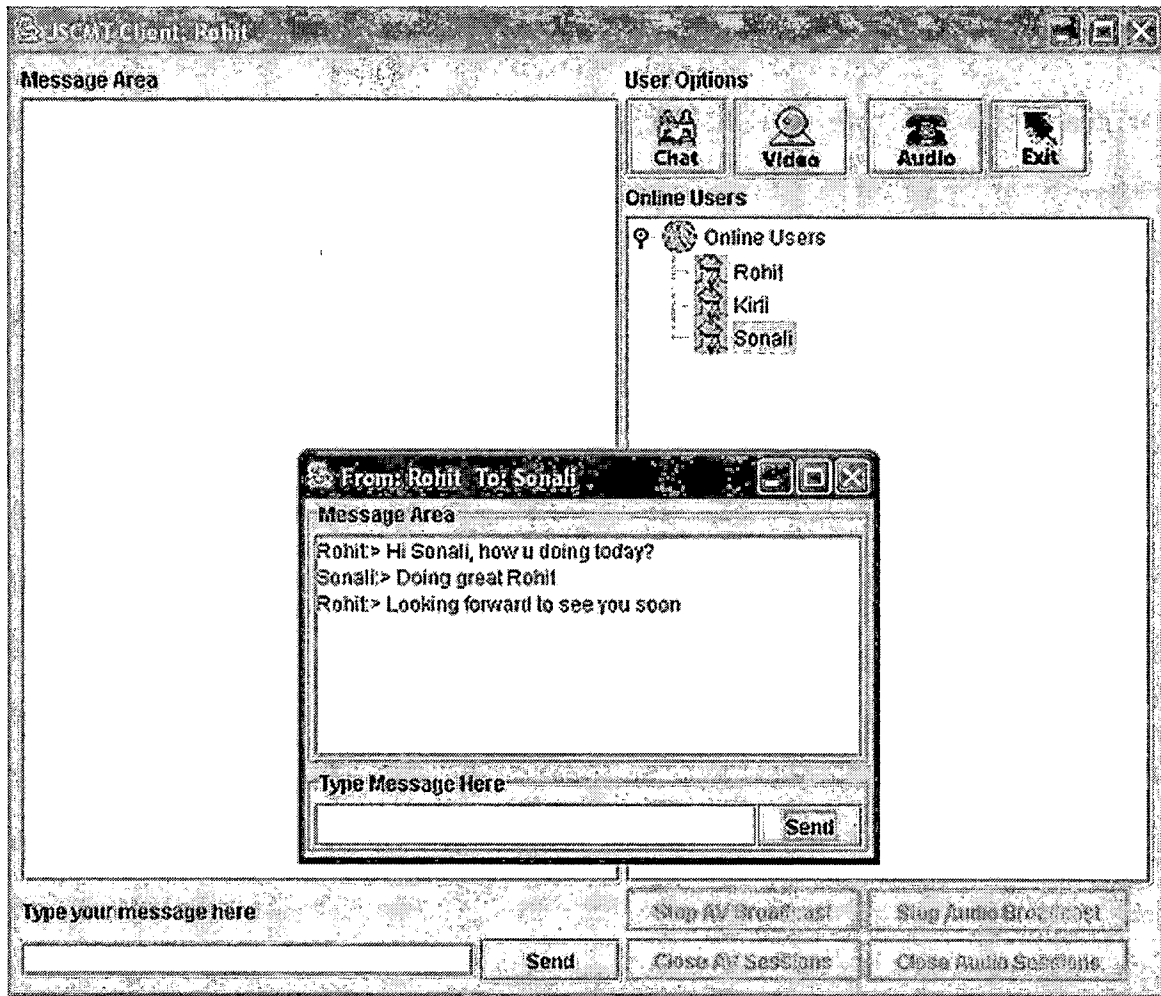 JSCMT Client: Rohit
Message Area
User Options
Chat
Video
Audio
Exit
Online Users
Online Users
Rohit
Kiril
Sonali
From: Rohit To: Sonali
Message Area
Rohit:> Hi Sonali, how u doing today?
Sonali:> Doing great Rohit
Rohit:> Looking forward to see you soon
Type Message Here
Send
Type your message here
Send
Stop AV Broadcast
Stop Audio Broadcast
Close AV Sessions
Close Audio Sessions